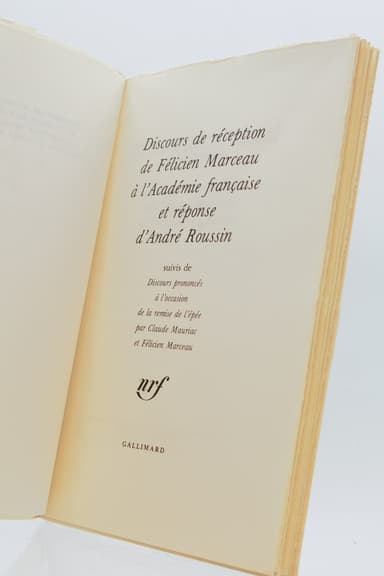 Discours de réception
de Félicien Marceau
à l'Académie française
et réponse
d'André Roussin
suivis de
Discours prononcés
à l'occasion
de la remise de l'épée
par Claude Mauriac
et Félicien Marceau
nrf
GALLIMARD